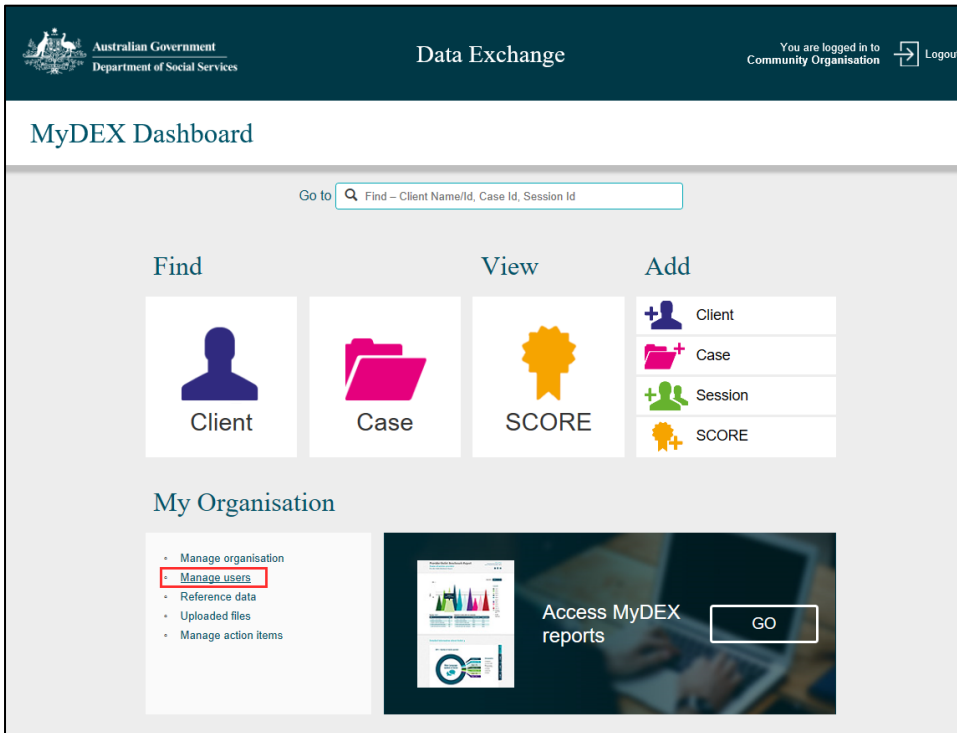 Australian Government
Department of Social Services
Data Exchange
You are logged in to
Community Organisation
Logout
MyDEX Dashboard
Go to
Find – Client Name/Id, Case Id, Session Id
Find
View
Add
Client
Case
SCORE
Client
Case
Session
SCORE
My Organisation
Manage organisation
Manage users
Reference data
Uploaded files
Manage action items
Access MyDEX
reports
GO